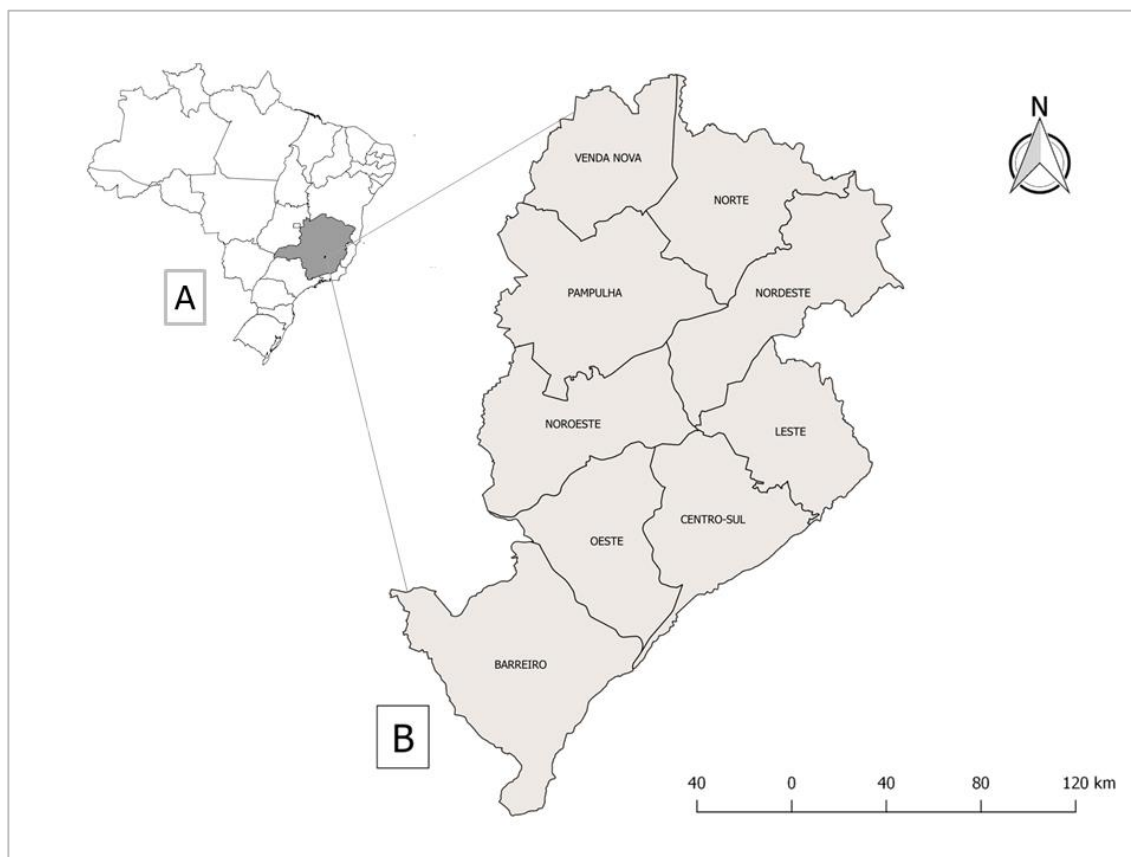 N
VENDA NOVA
NORTE
A
PAMPULHA
NORDESTE
NOROESTE
LESTE
CENTRO-SUL
OESTE
BARREIRO
B
40 0 40 80 120 km